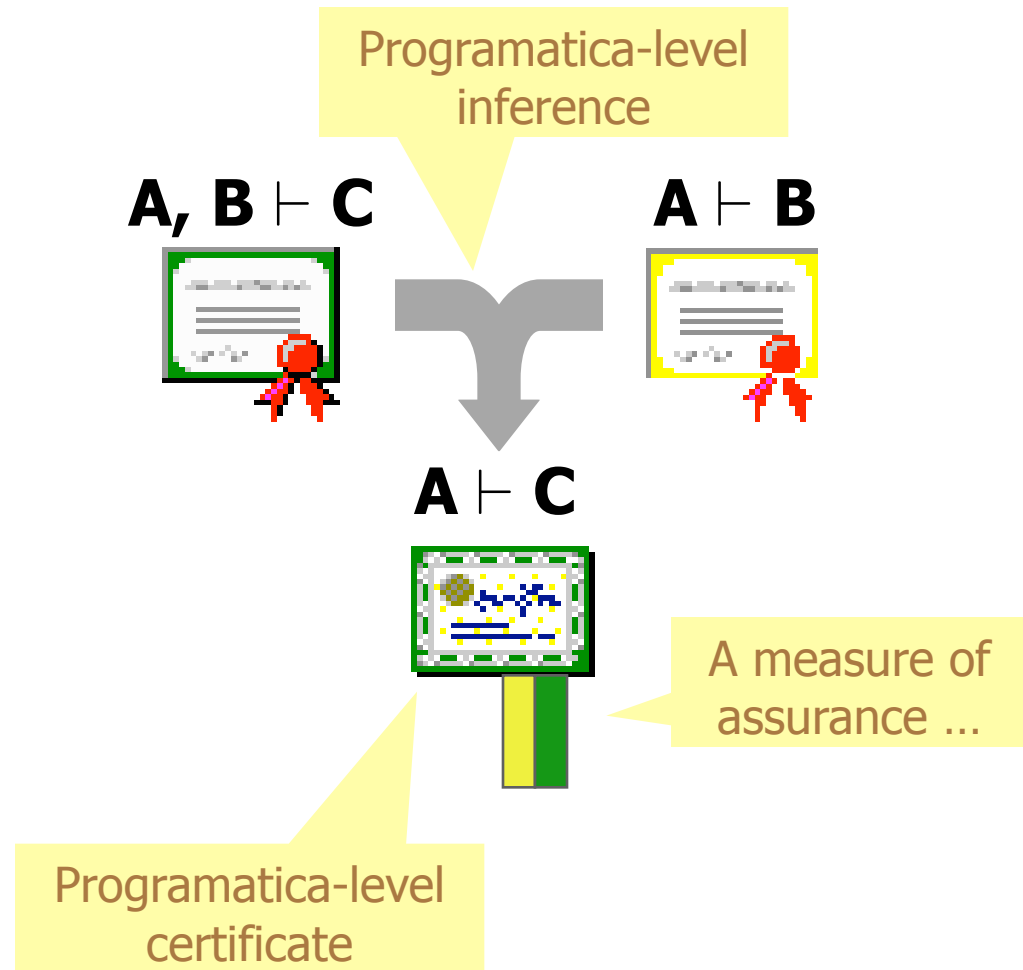 Programatica-level
inference
A, B ⊢ C
A ⊢ B
A ⊢ C
A measure of
assurance …
Programatica-level
certificate